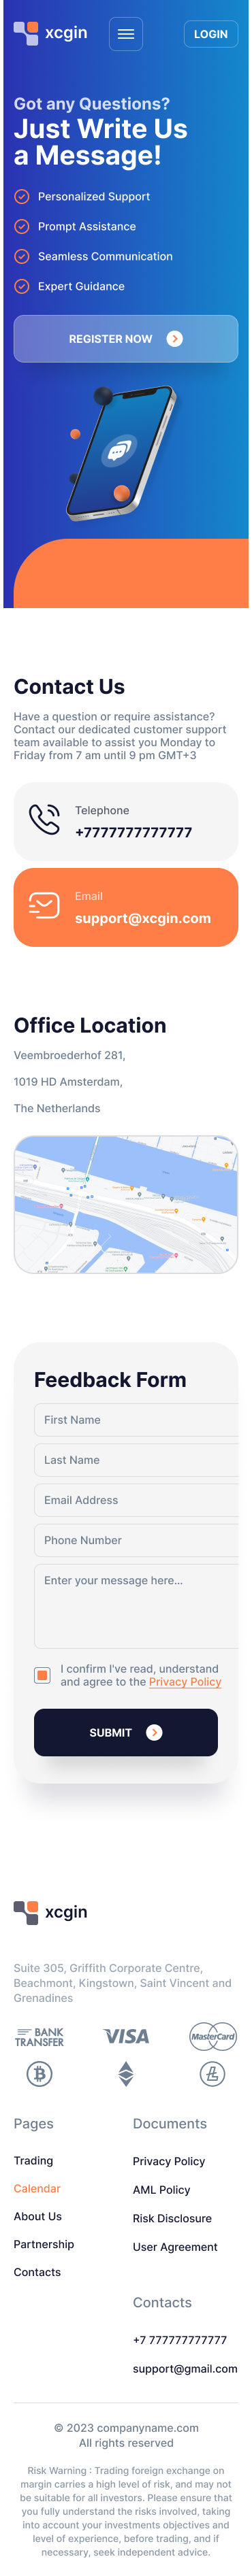 xcgin
LOGIN
Got any Questions?
Just Write Us
a Message!
Personalized Support
Prompt Assistance
Seamless Communication
Expert Guidance
REGISTER NOW
Contact Us
Have a question or require assistance?
Contact our dedicated customer support
team available to assist you Monday to
Friday from 7 am until 9 pm GMT+3
Telephone
+7777777777777
Email
support@xcgin.com
Office Location
Veembroederhof 281,
1019 HD Amsterdam,
The Netherlands
Feedback Form
First Name
Last Name
Email Address
Phone Number
Enter your message here...
I confirm I've read, understand
and agree to the Privacy Policy
SUBMIT
xcgin
Suite 305, Griffith Corporate Centre,
Beachmont, Kingstown, Saint Vincent and
Grenadines
BANK
TRANSFER
VISA
MasterCard
Pages
Trading
Calendar
About Us
Partnership
Contacts
Documents
Privacy Policy
AML Policy
Risk Disclosure
User Agreement
Contacts
+7 777777777777
support@gmail.com
© 2023 companyname.com
All rights reserved
Risk Warning : Trading foreign exchange on
margin carries a high level of risk, and may not
be suitable for all investors. Please ensure that
you fully understand the risks involved, taking
into account your investments objectives and
level of experience, before trading, and if
necessary, seek independent advice.